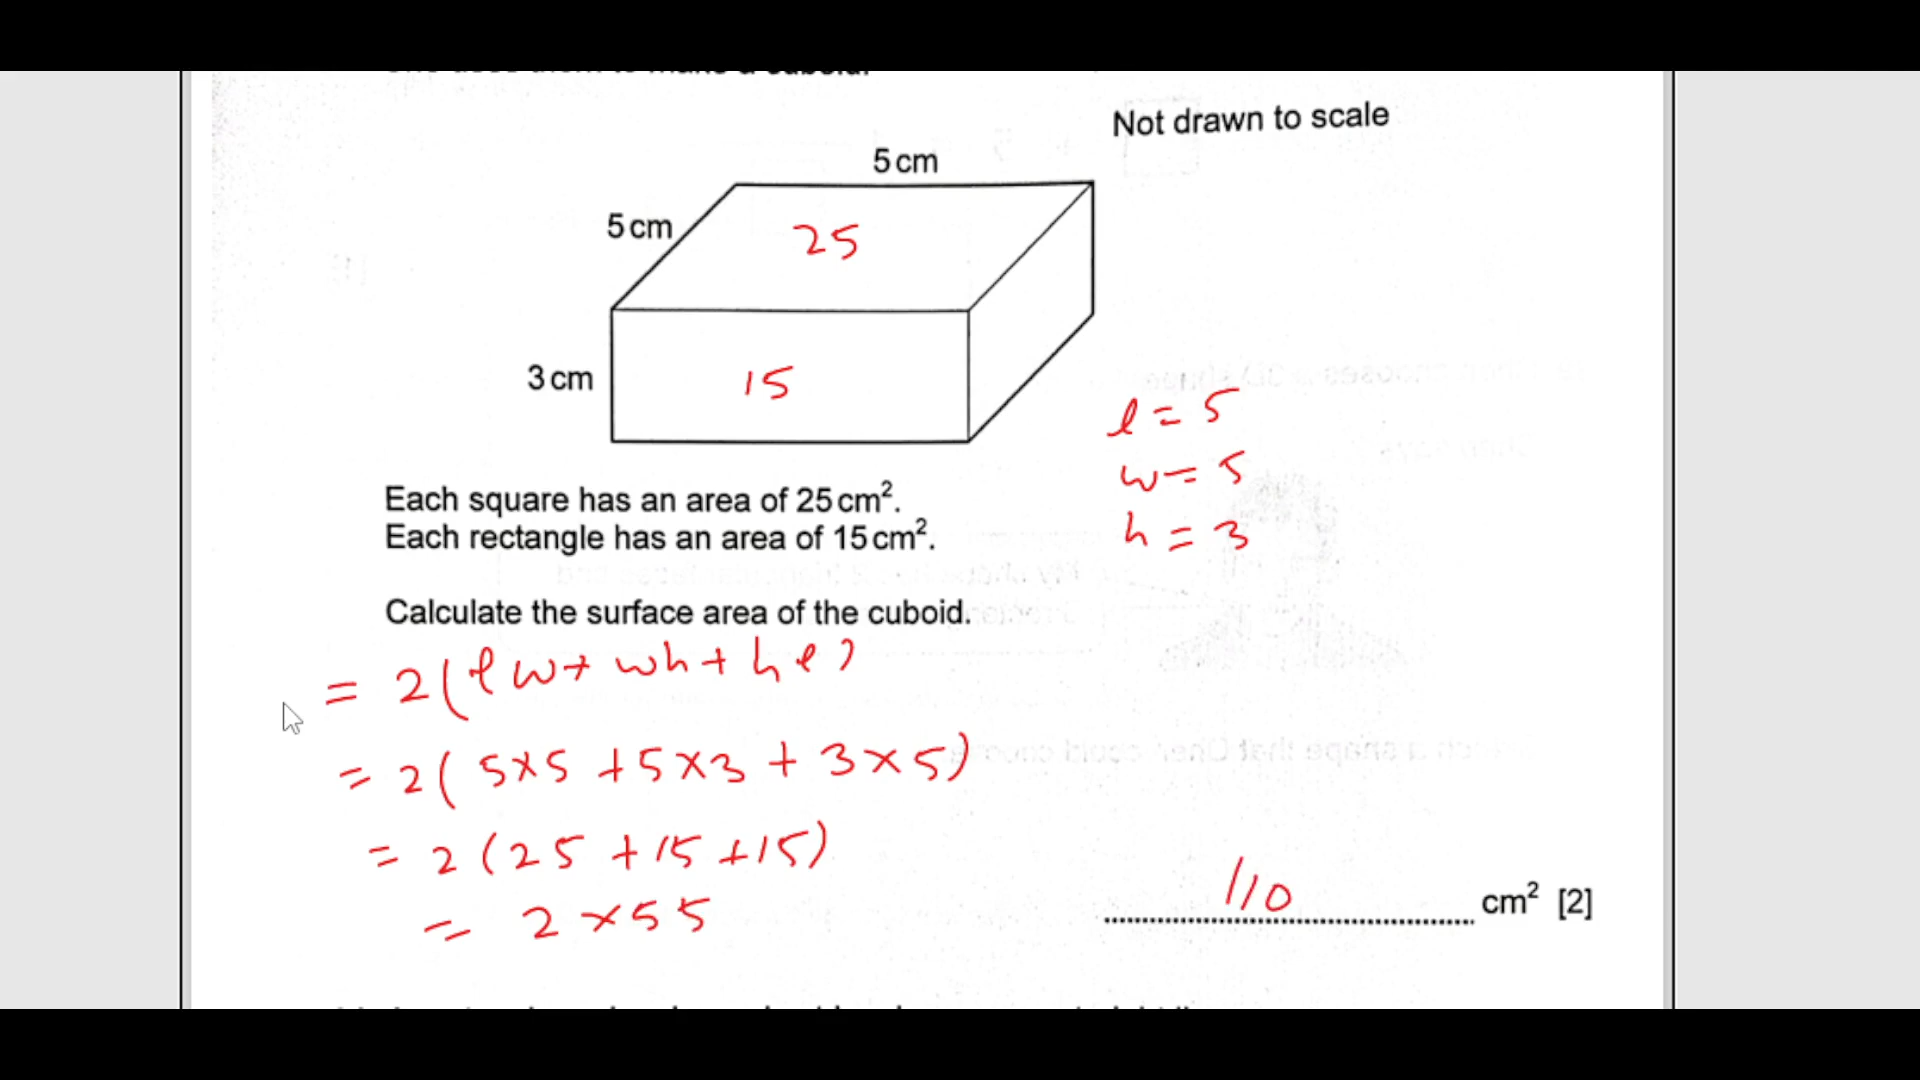 Not drawn to scale
5 cm
5 cm
25
3 cm
15
l = 5
w = 5
h = 3
Each square has an area of 25 cm².
Each rectangle has an area of 15 cm².
Calculate the surface area of the cuboid.
= 2(lw + wh + hl)
= 2(5×5 + 5×3 + 3×5)
= 2(25 + 15 + 15)
= 2 × 55
110 cm² [2]